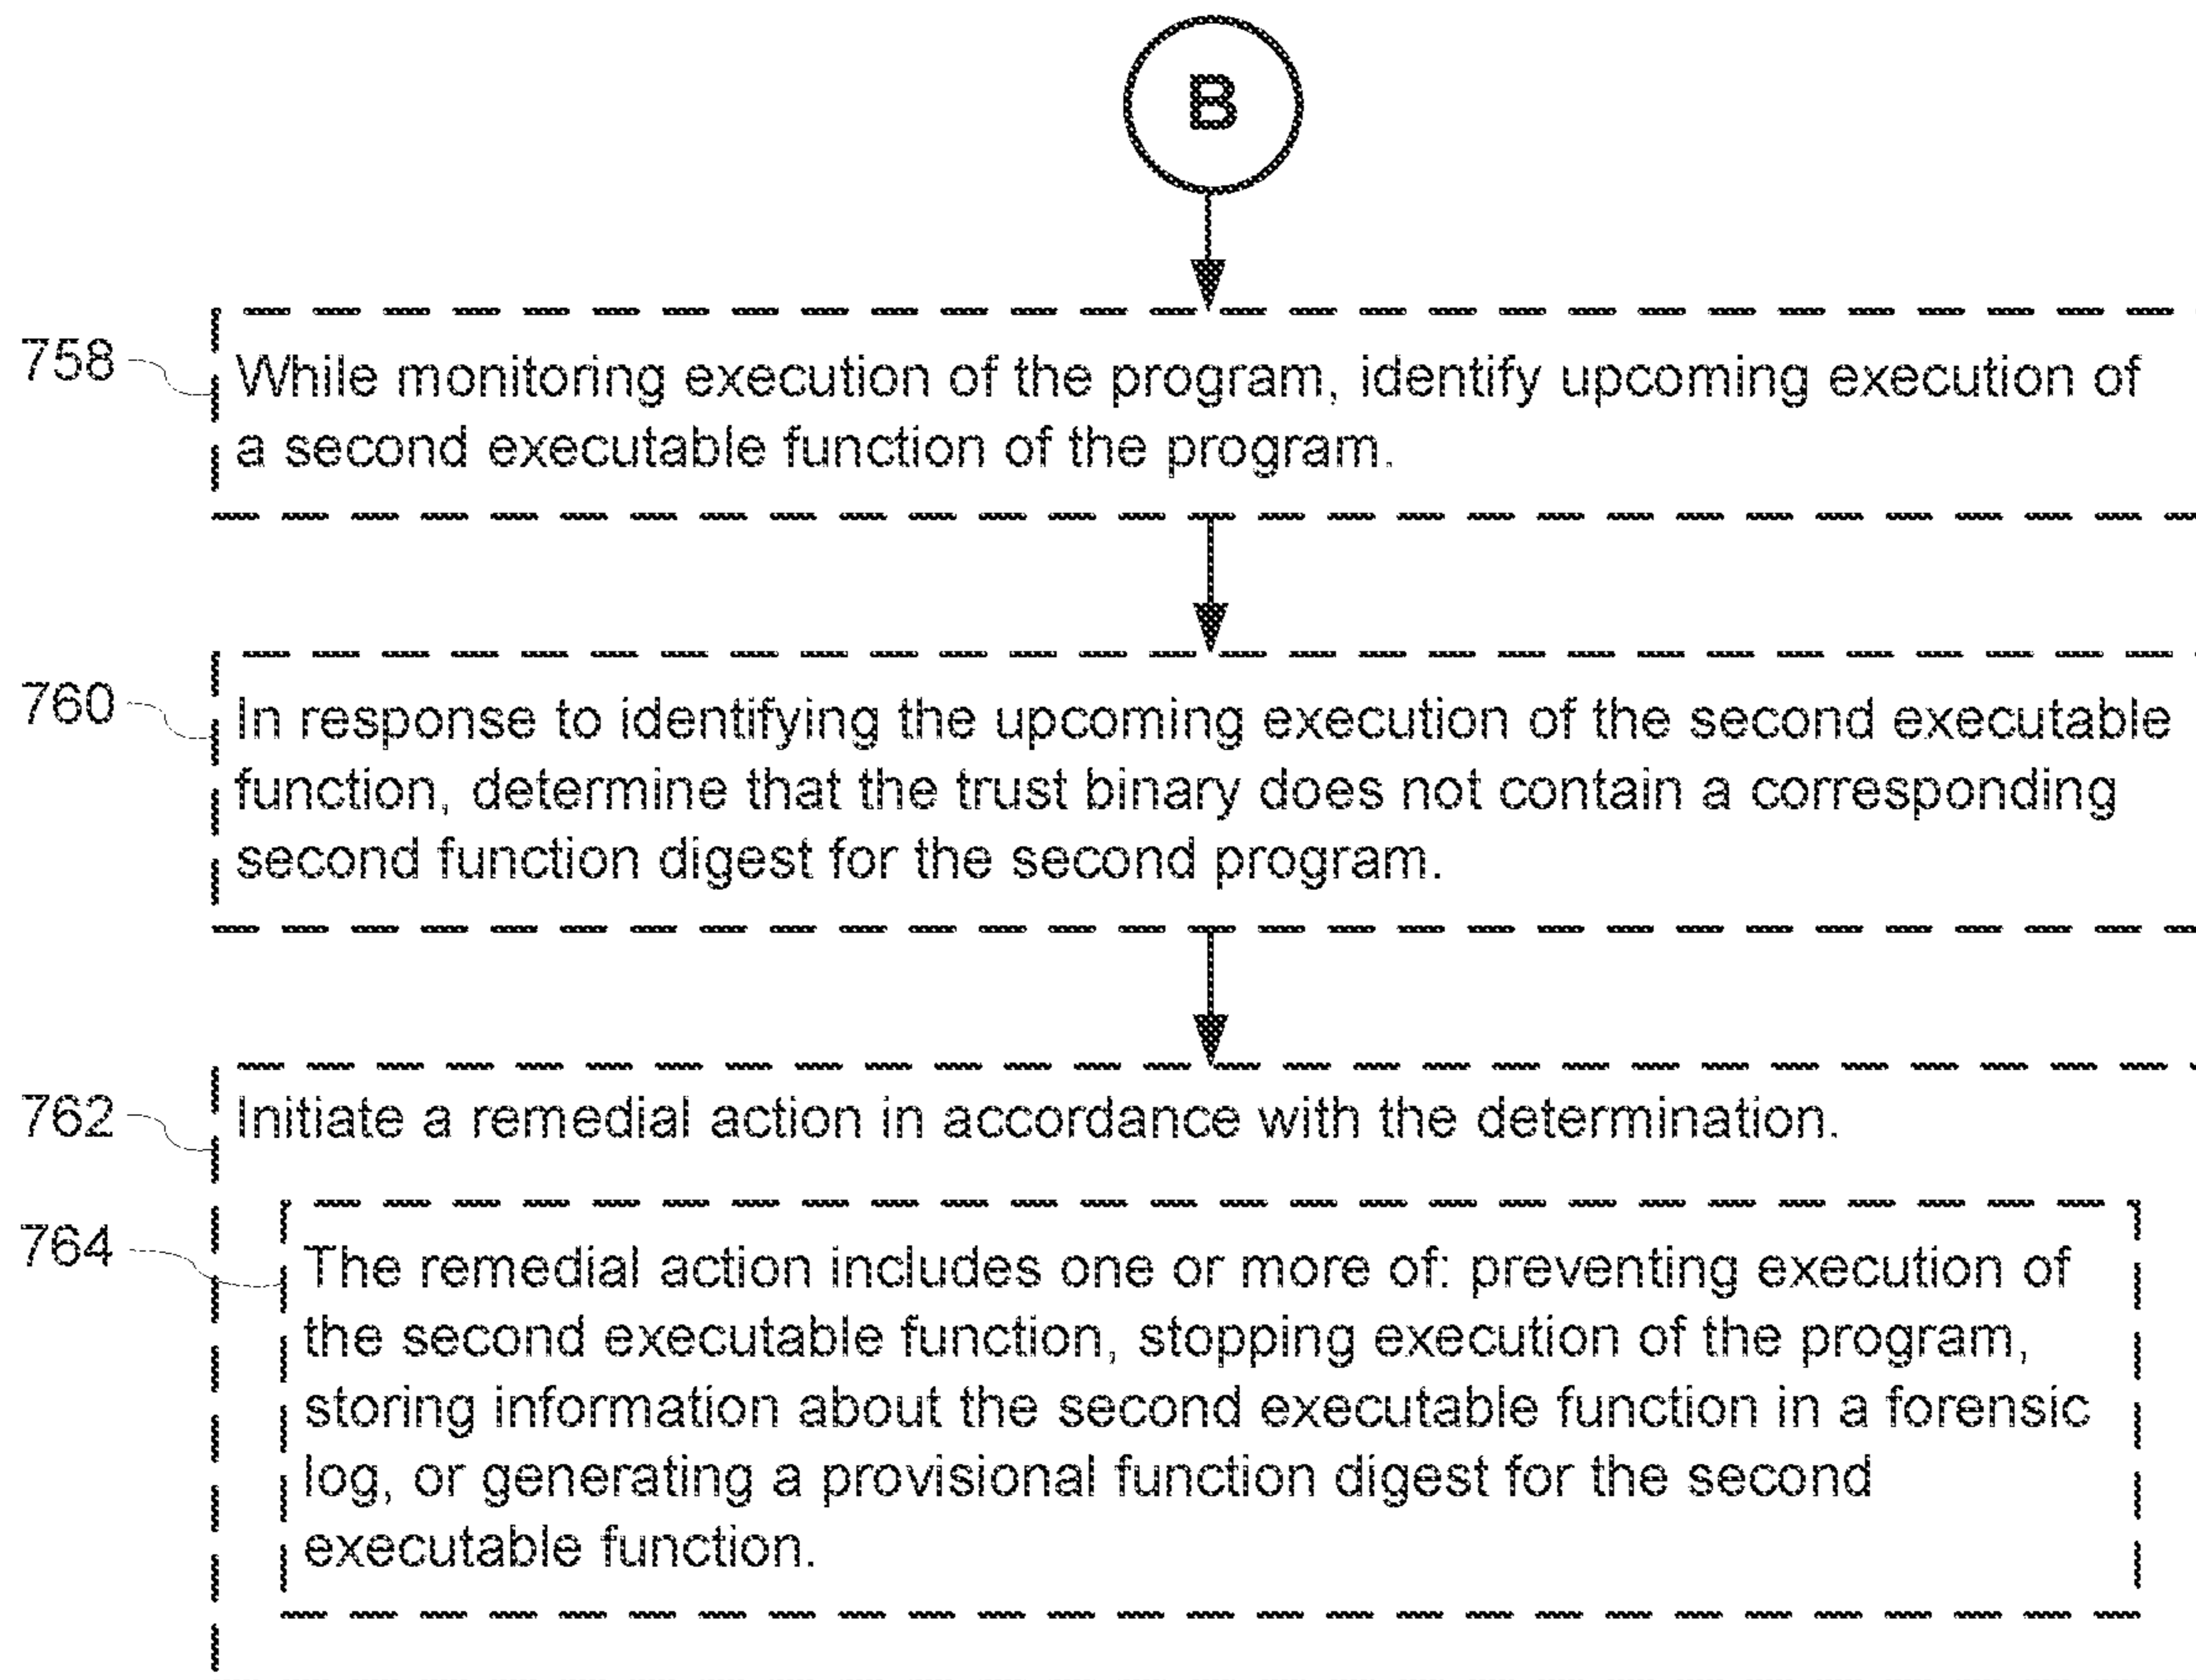 B
758
While monitoring execution of the program, identify upcoming execution of
a second executable function of the program.
760
In response to identifying the upcoming execution of the second executable
function, determine that the trust binary does not contain a corresponding
second function digest for the second program.
762
Initiate a remedial action in accordance with the determination.
764
The remedial action includes one or more of: preventing execution of
the second executable function, stopping execution of the program,
storing information about the second executable function in a forensic
log, or generating a provisional function digest for the second
executable function.